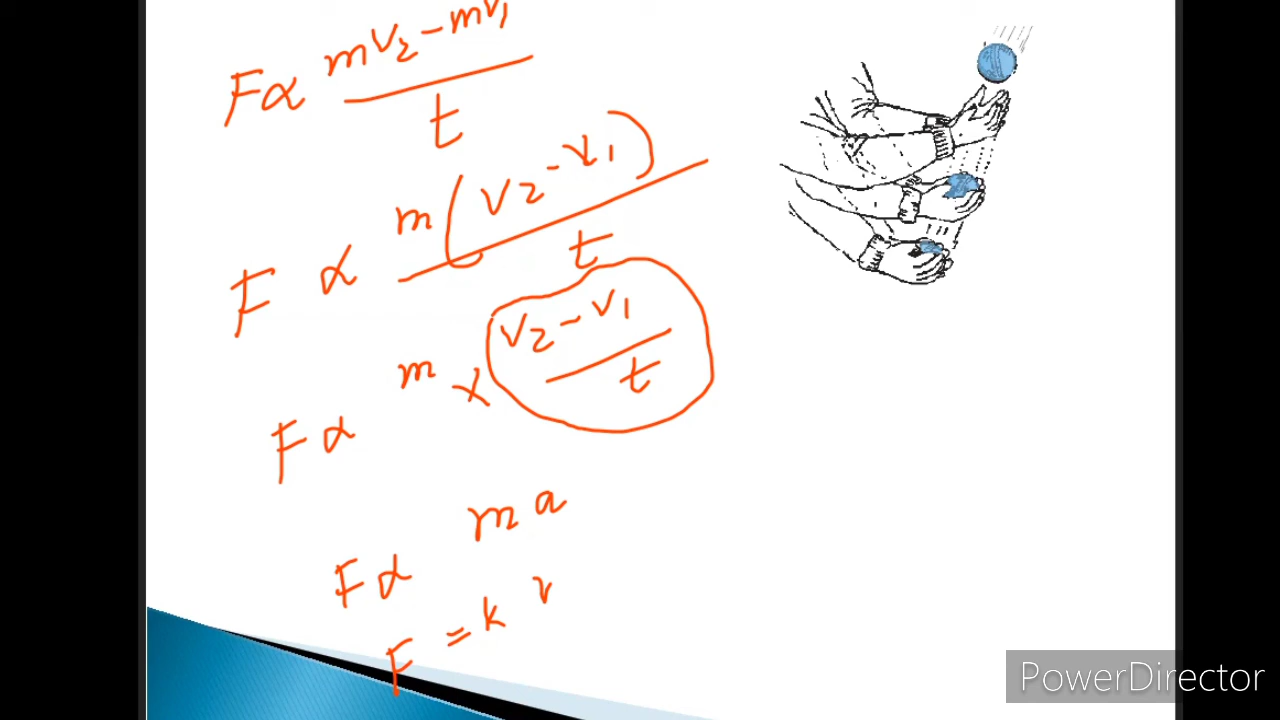 F∝ mv₂-mv₁ / t
F ∝ m(v₂-v₁) / t
F∝ m × v₂-v₁ / t
F∝ ma
F = k
PowerDirector